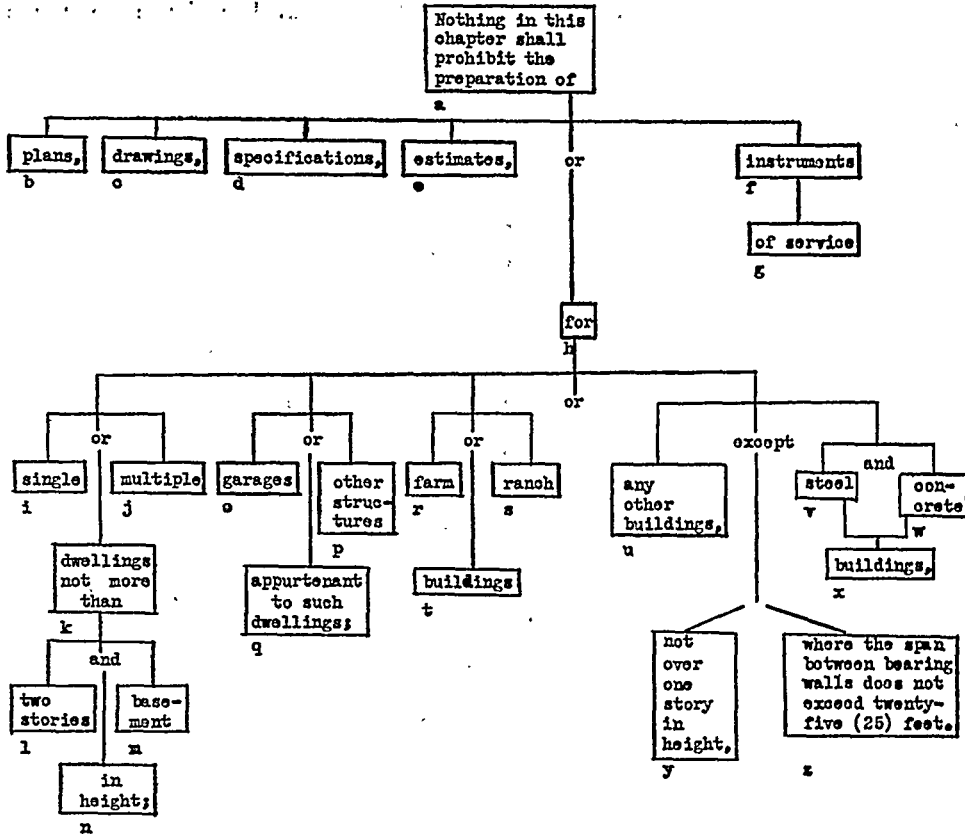 Nothing in this
chapter shall
prohibit the
preparation of
a
plans,
b
drawings,
c
specifications,
d
estimates,
e
or
instruments
f
of service
g
for
h
or
single
i
or
multiple
j
dwellings
not more
than
k
and
two
stories
l
base-
ment
m
in
height;
n
garages
o
or
other
struc-
tures
p
appurtenant
to such
dwellings;
q
farm
r
or
ranch
s
buildings
t
any
other
buildings,
u
except
steel
v
and
con-
crete
w
buildings,
x
not
over
one
story
in
height,
y
where the span
between bearing
walls does not
exceed twenty-
five (25) feet.
z